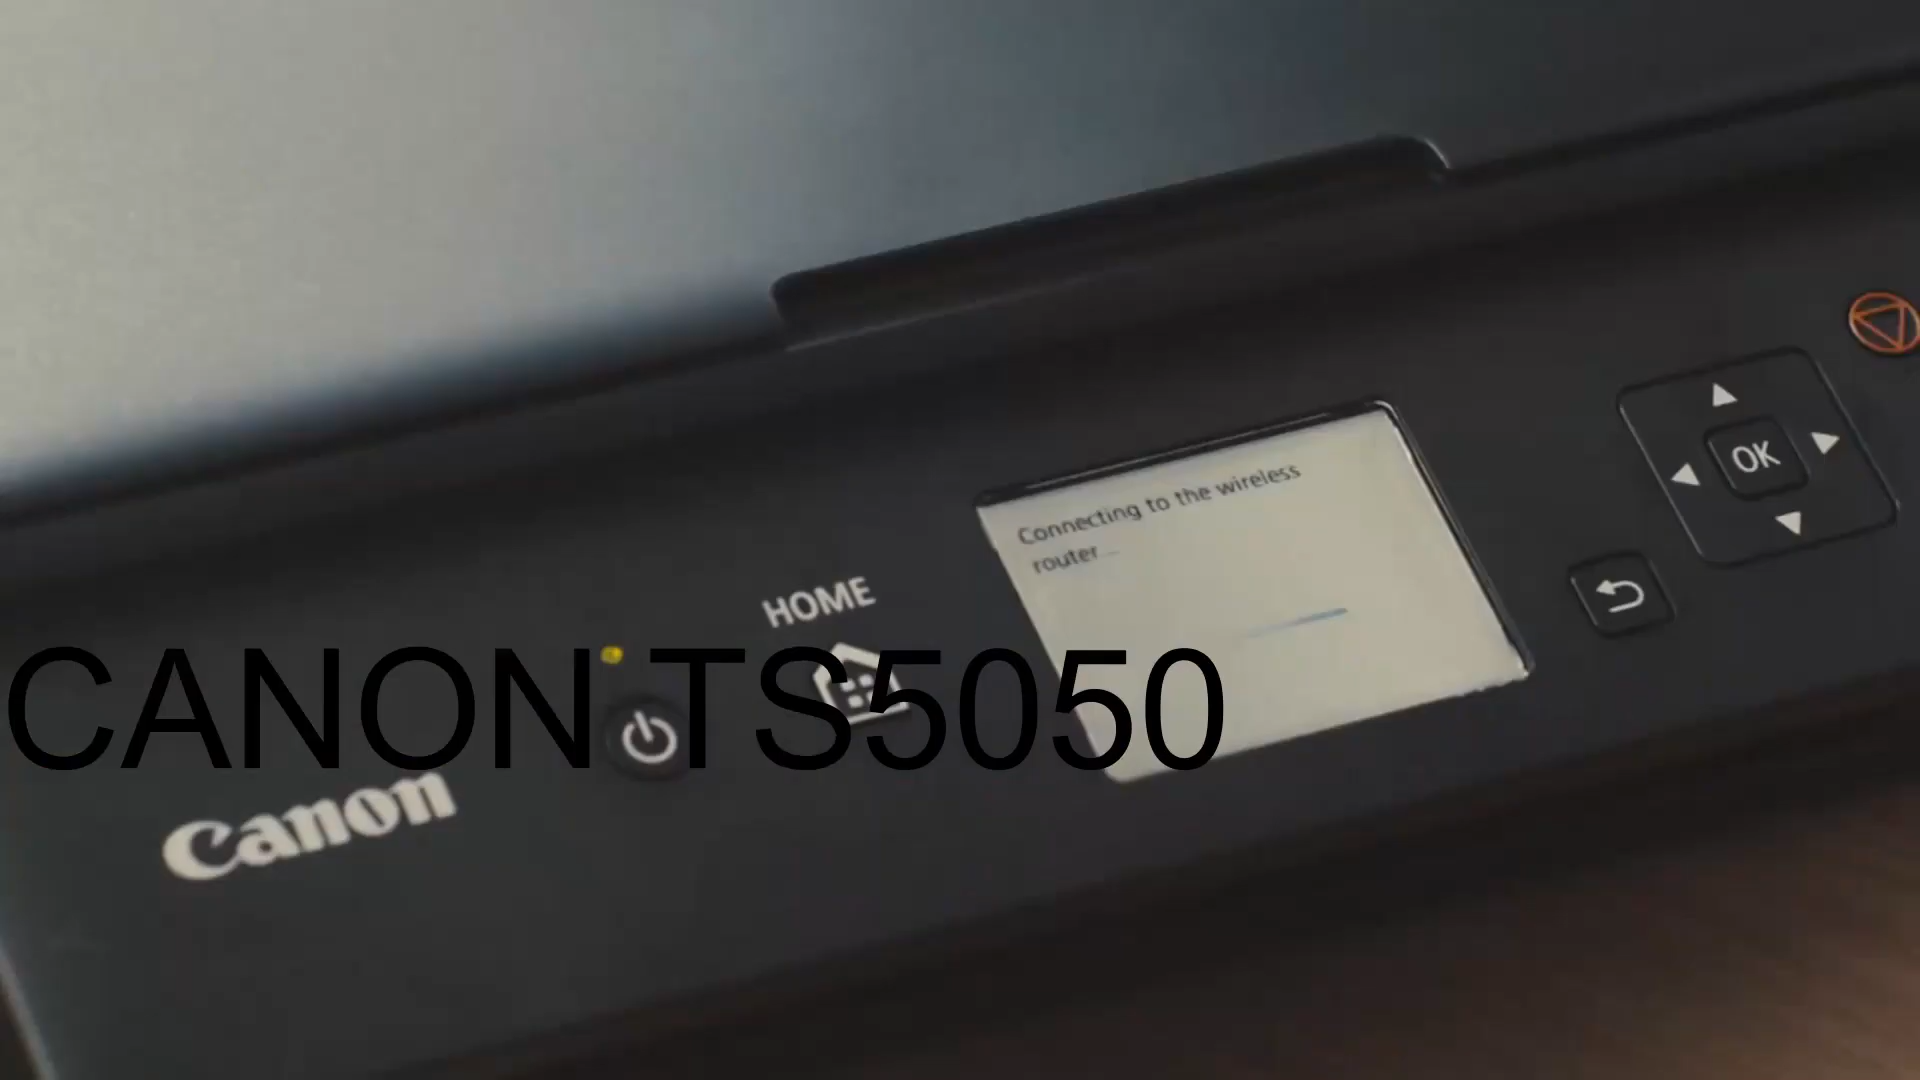 Connecting to the wireless
router...
OK
HOME
CANON TS5050
Canon